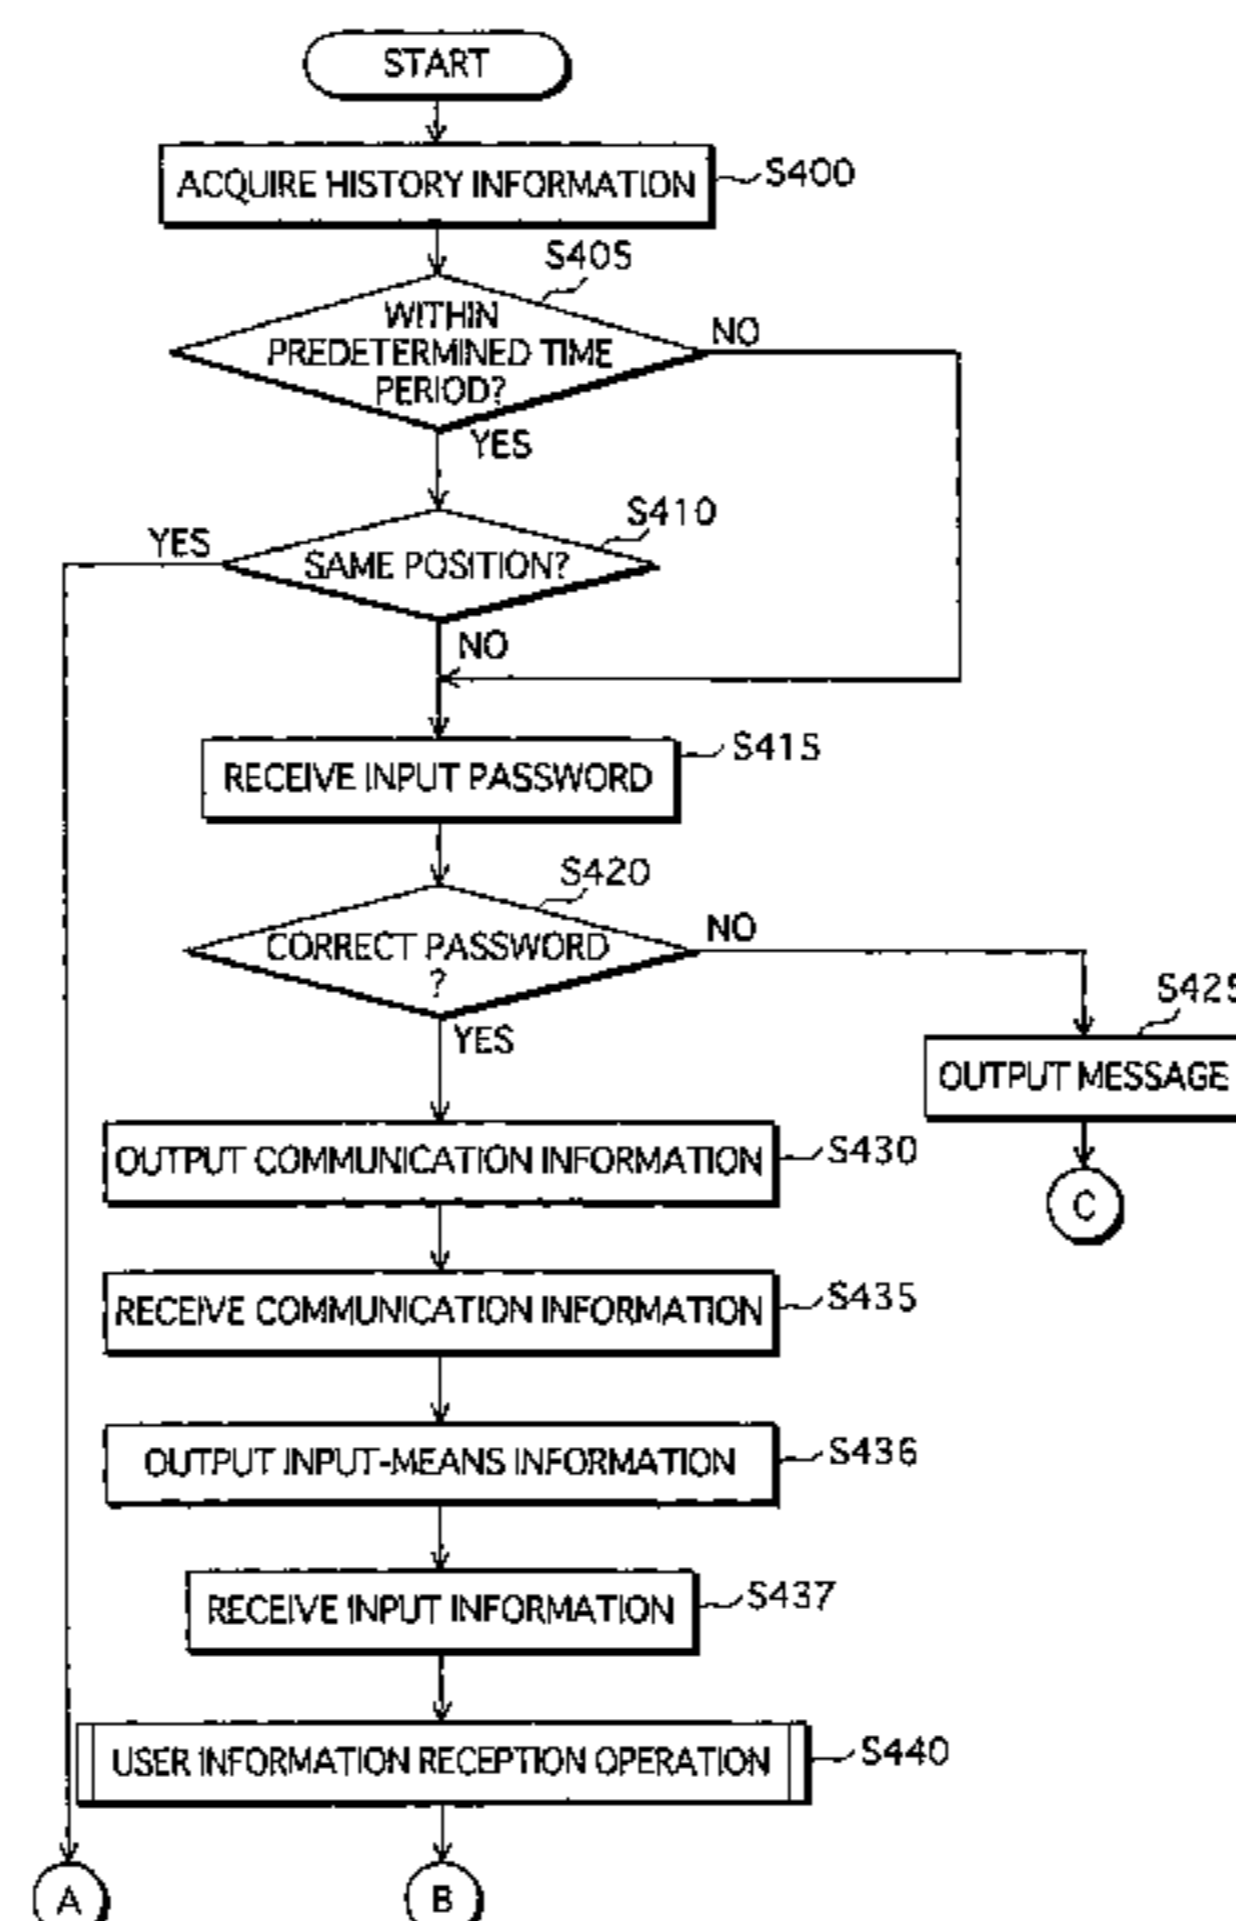 START
ACQUIRE HISTORY INFORMATION
S400
S405
WITHIN
PREDETERMINED TIME
PERIOD?
NO
YES
S410
YES
SAME POSITION?
NO
S415
RECEIVE INPUT PASSWORD
S420
CORRECT PASSWORD
?
NO
YES
S425
OUTPUT MESSAGE
C
OUTPUT COMMUNICATION INFORMATION
S430
RECEIVE COMMUNICATION INFORMATION
S435
OUTPUT INPUT-MEANS INFORMATION
S436
RECEIVE INPUT INFORMATION
S437
USER INFORMATION RECEPTION OPERATION
S440
A
B